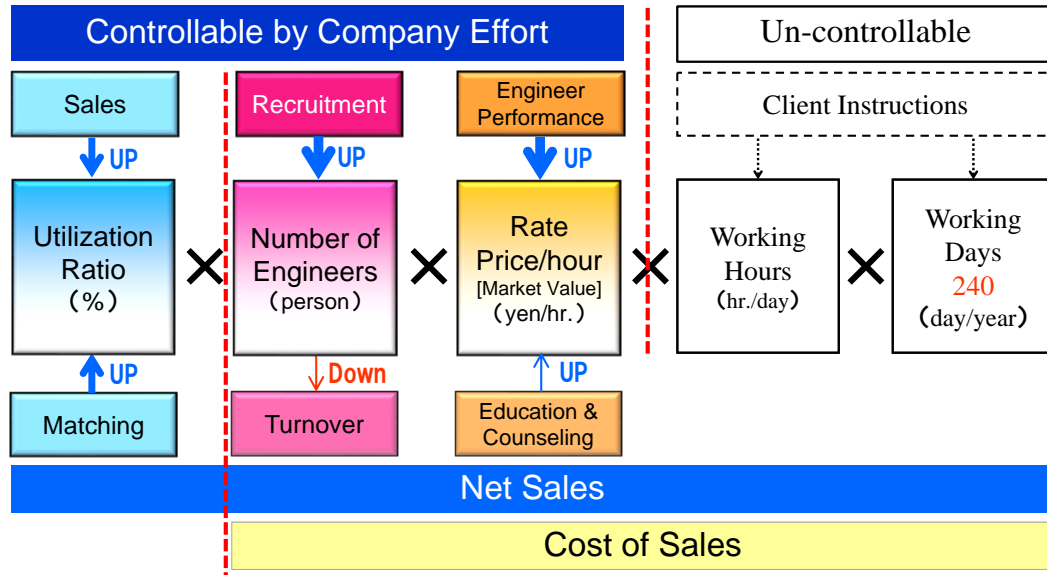 Controllable by Company Effort
Un-controllable
Sales
Recruitment
Engineer
Performance
Client Instructions
UP
UP
UP
Utilization
Ratio
(%)
×
Number of
Engineers
(person)
×
Rate
Price/hour
[Market Value]
(yen/hr.)
×
Working
Hours
(hr./day)
×
Working
Days
240
(day/year)
UP
Down
UP
Matching
Turnover
Education &
Counseling
Net Sales
Cost of Sales